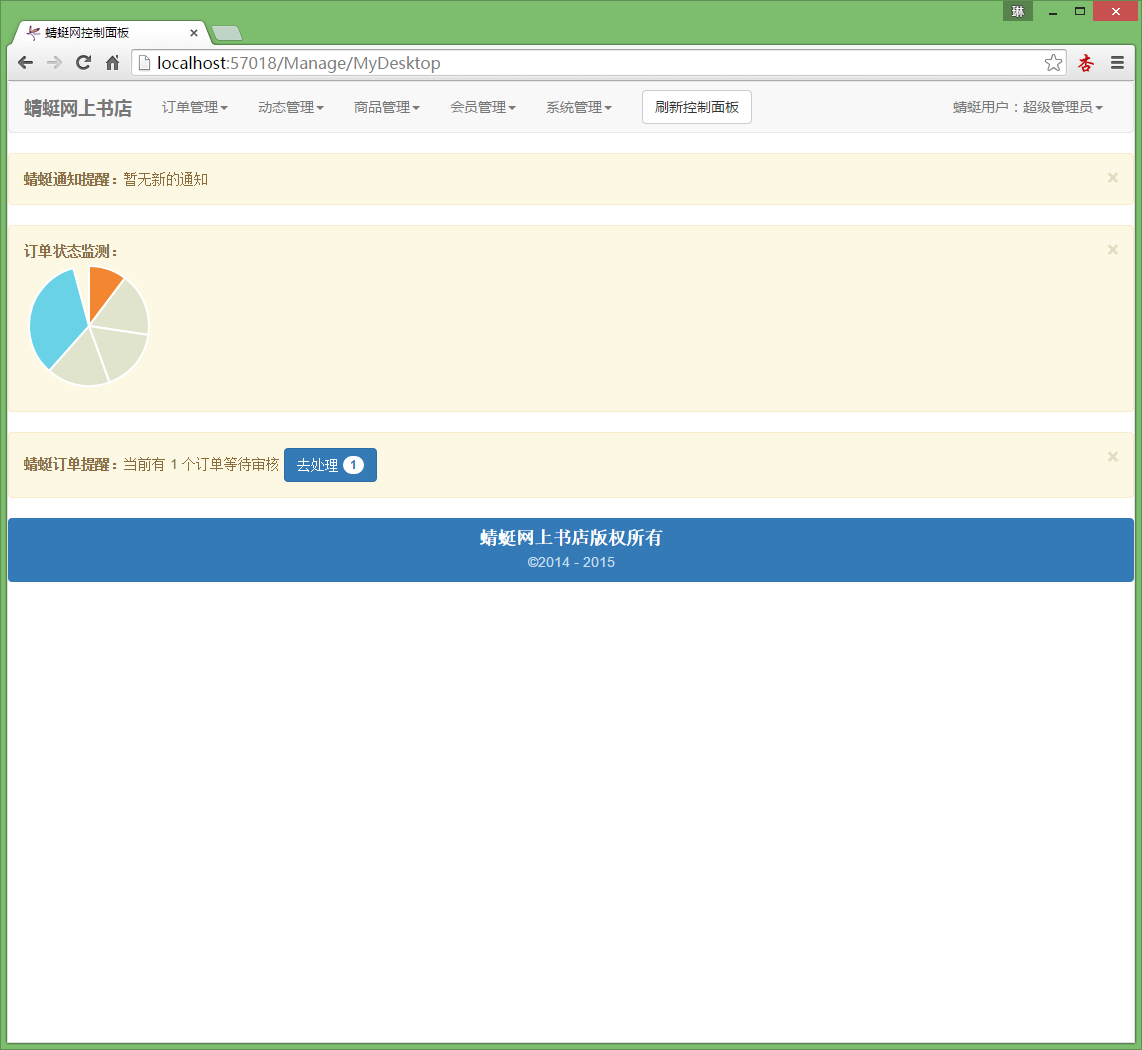 琳
蜻蜓网控制面板
localhost:57018/Manage/MyDesktop
杏
蜻蜓网上书店 订单管理 动态管理 商品管理 会员管理 系统管理 刷新控制面板 蜻蜓用户：超级管理员
蜻蜓通知提醒：暂无新的通知
订单状态监测：
蜻蜓订单提醒：当前有 1 个订单等待审核 去处理 1
蜻蜓网上书店版权所有
©2014 - 2015